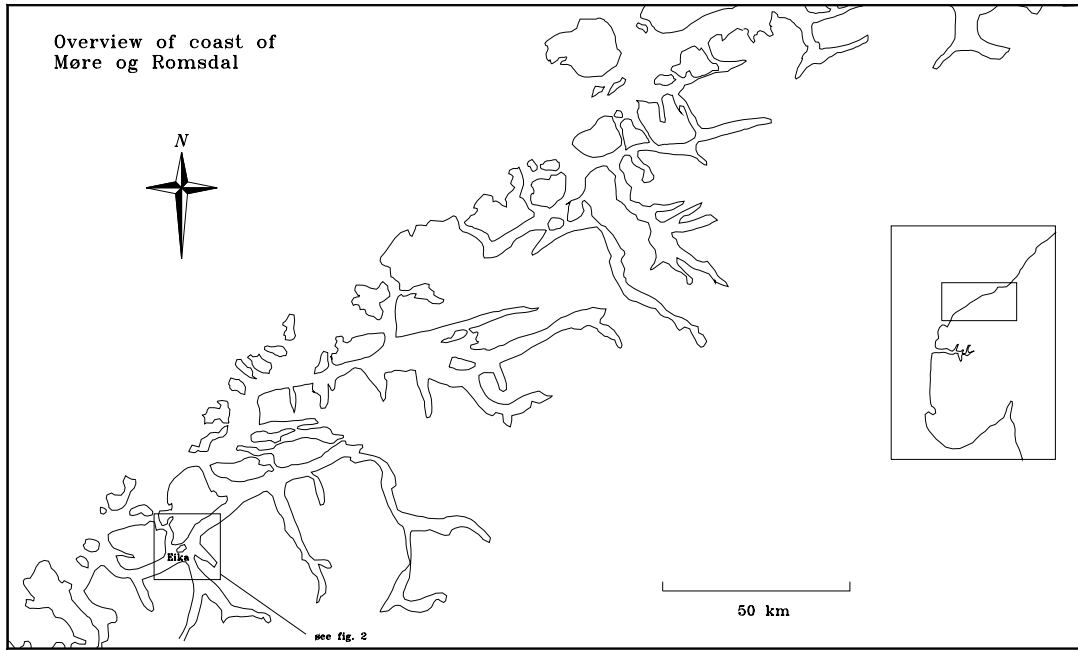 Overview of coast of
Møre og Romsdal
N
Eika
50 km
see fig. 2